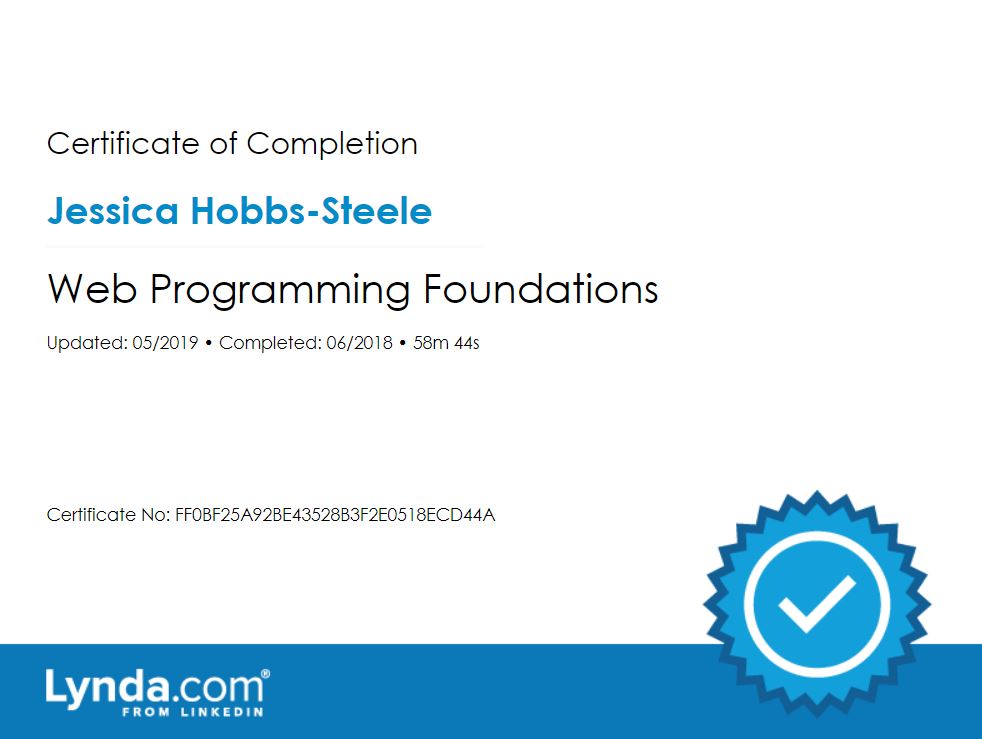 Certificate of Completion
Jessica Hobbs-Steele
Web Programming Foundations
Updated: 05/2019 • Completed: 06/2018 • 58m 44s
Certificate No: FF0BF25A92BE43528B3F2E0518ECD44A
Lynda.com®
FROM LINKEDIN